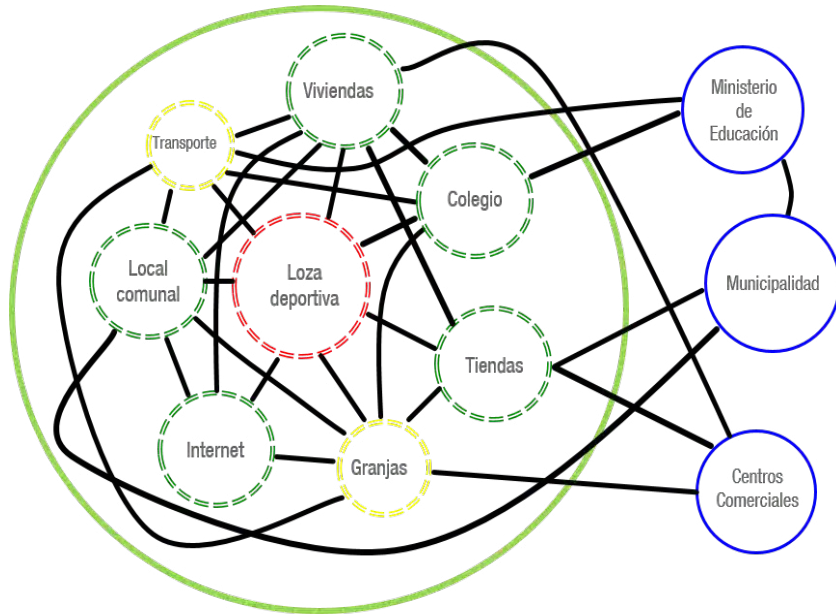 Viviendas
Transporte
Colegio
Local
comunal
Loza
deportiva
Tiendas
Internet
Granjas
Ministerio
de
Educación
Municipalidad
Centros
Comerciales